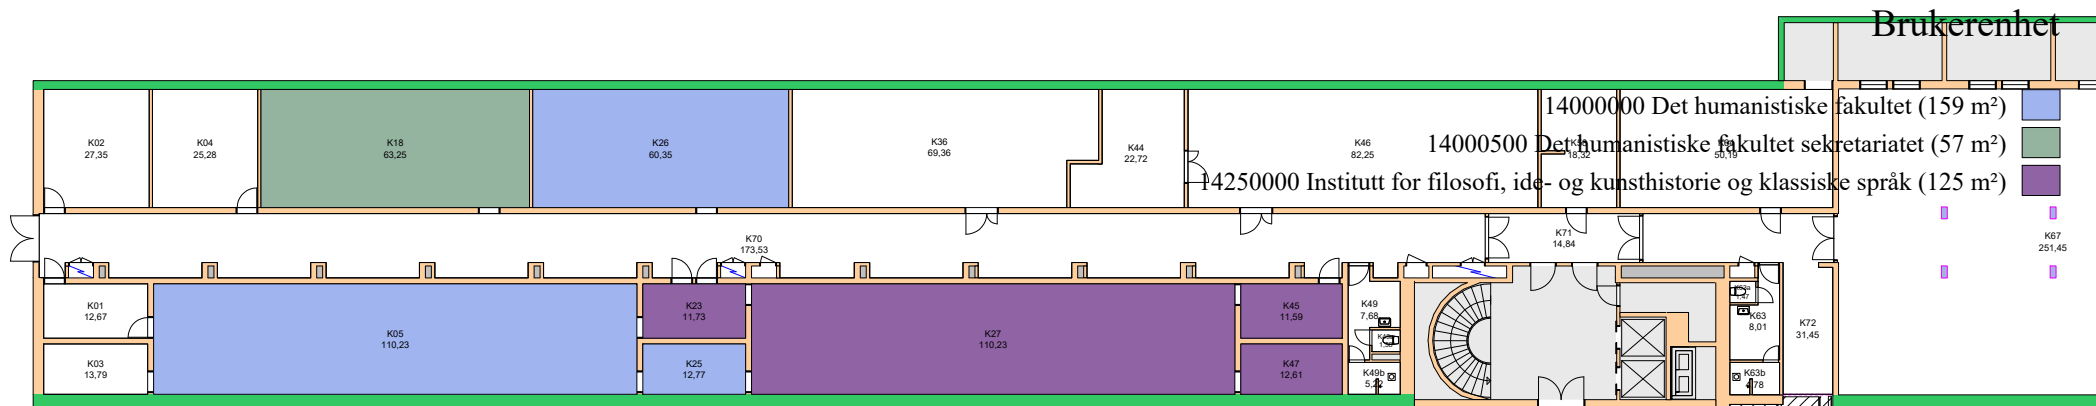 Brukerenhet
14000000 Det humanistiske fakultet (159 m²)
14000500 Det humanistiske fakultet sekretariatet (57 m²)
14250000 Institutt for filosofi, ide- og kunsthistorie og klassiske språk (125 m²)
K02
27,35
K04
25,28
K18
63,25
K26
60,35
K36
69,36
K44
22,72
K46
82,25
18,32
50,19
K70
173,53
K71
14,84
K67
251,45
K01
12,67
K03
13,79
K05
110,23
K23
11,73
K25
12,77
K27
110,23
K45
11,59
K47
12,61
K49
7,68
K49b
K63
8,01
K63b
K72
31,45